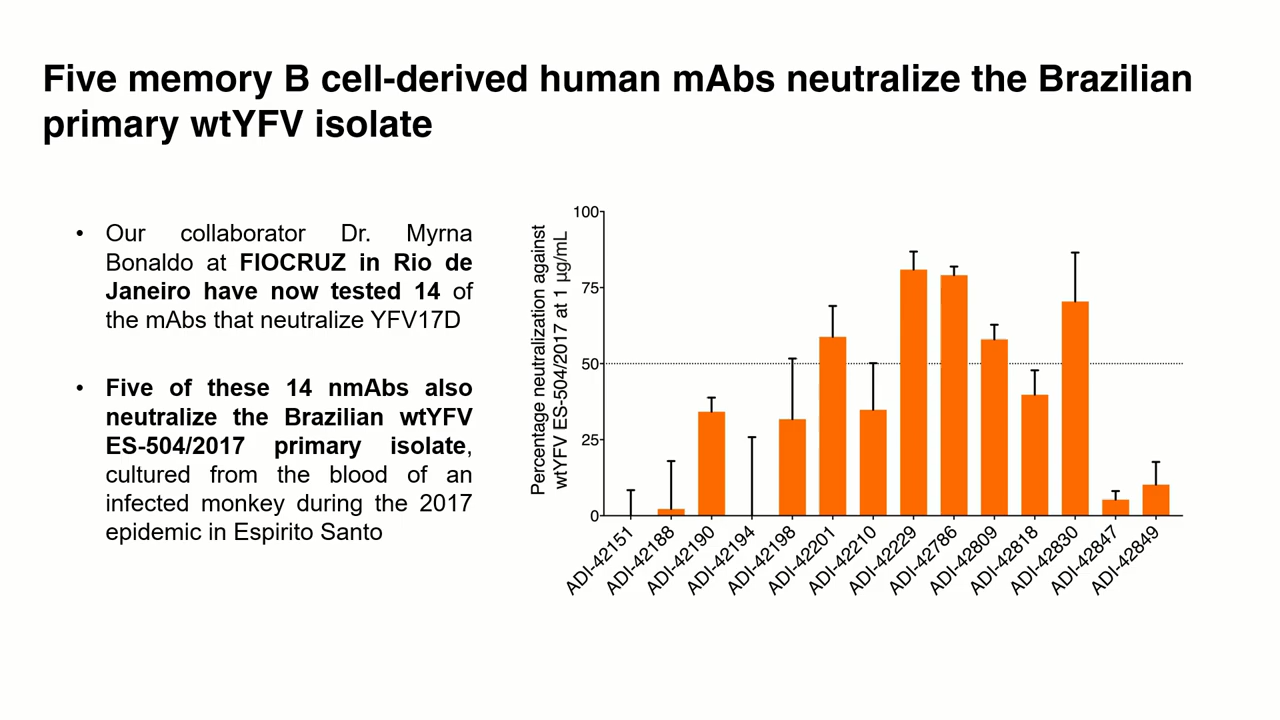 Five memory B cell-derived human mAbs neutralize the Brazilian
primary wtYFV isolate
• Our collaborator Dr. Myrna
Bonaldo at FIOCRUZ in Rio de
Janeiro have now tested 14 of
the mAbs that neutralize YFV17D
• Five of these 14 nmAbs also
neutralize the Brazilian wtYFV
ES-504/2017 primary isolate,
cultured from the blood of an
infected monkey during the 2017
epidemic in Espirito Santo
Percentage neutralization against
wtYFV ES-504/2017 at 1 µg/mL
100
75
50
25
0
ADI-42151
ADI-42188
ADI-42190
ADI-42194
ADI-42198
ADI-42201
ADI-42210
ADI-42229
ADI-42786
ADI-42809
ADI-42818
ADI-42830
ADI-42847
ADI-42849